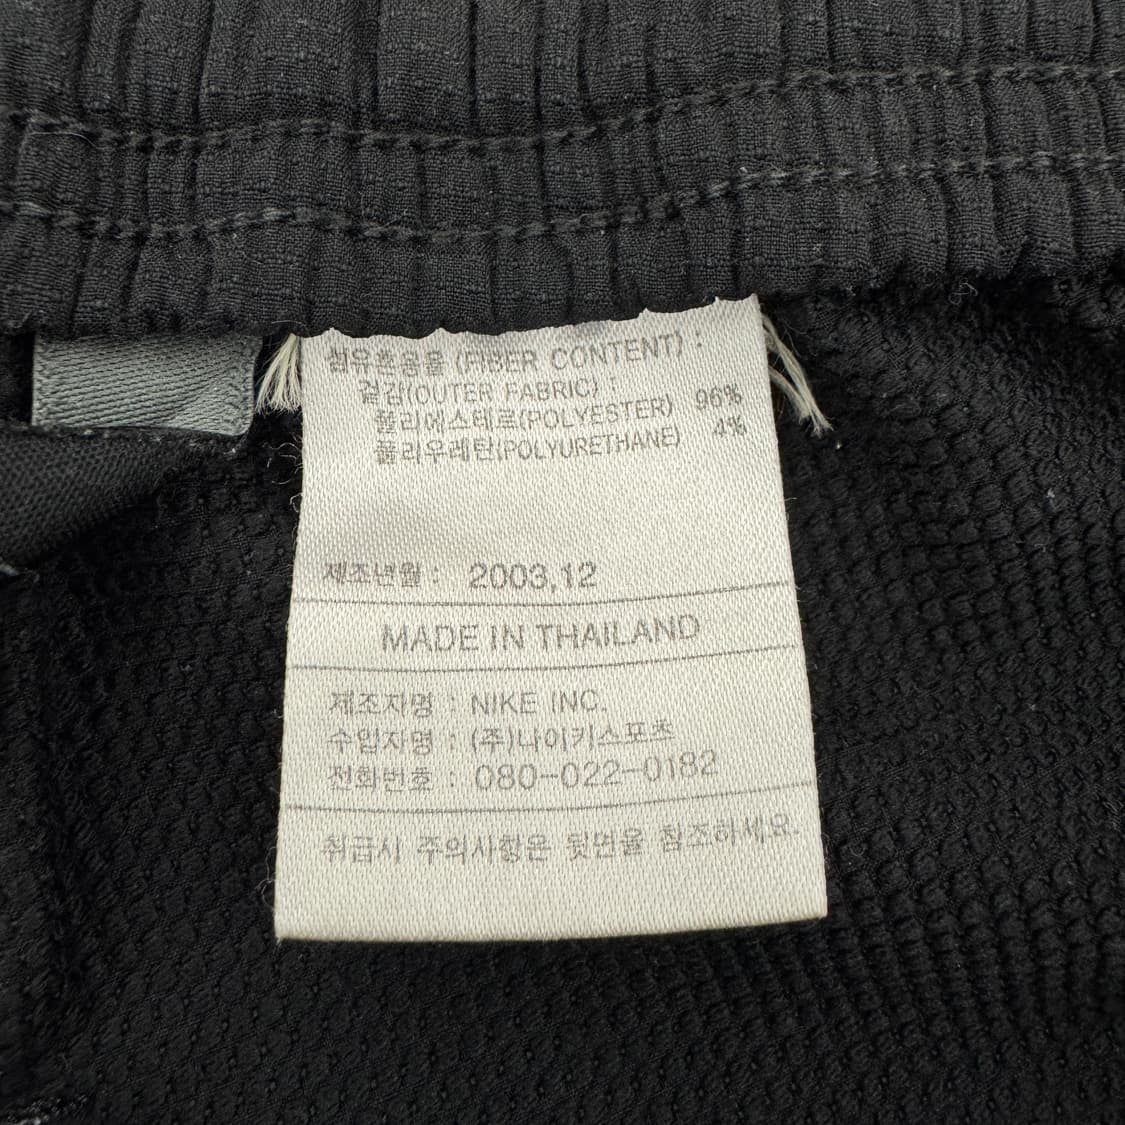 섬유혼용율 (FIBER CONTENT) :
겉감(OUTER FABRIC) :
폴리에스테르(POLYESTER) 96%
폴리우레탄(POLYURETHANE) 4%
제조년월 : 2003.12
MADE IN THAILAND
제조자명 : NIKE INC.
수입자명 : (주)나이키스포츠
전화번호 : 080-022-0182
취급시 주의사항은 뒷면을 참조하세요.